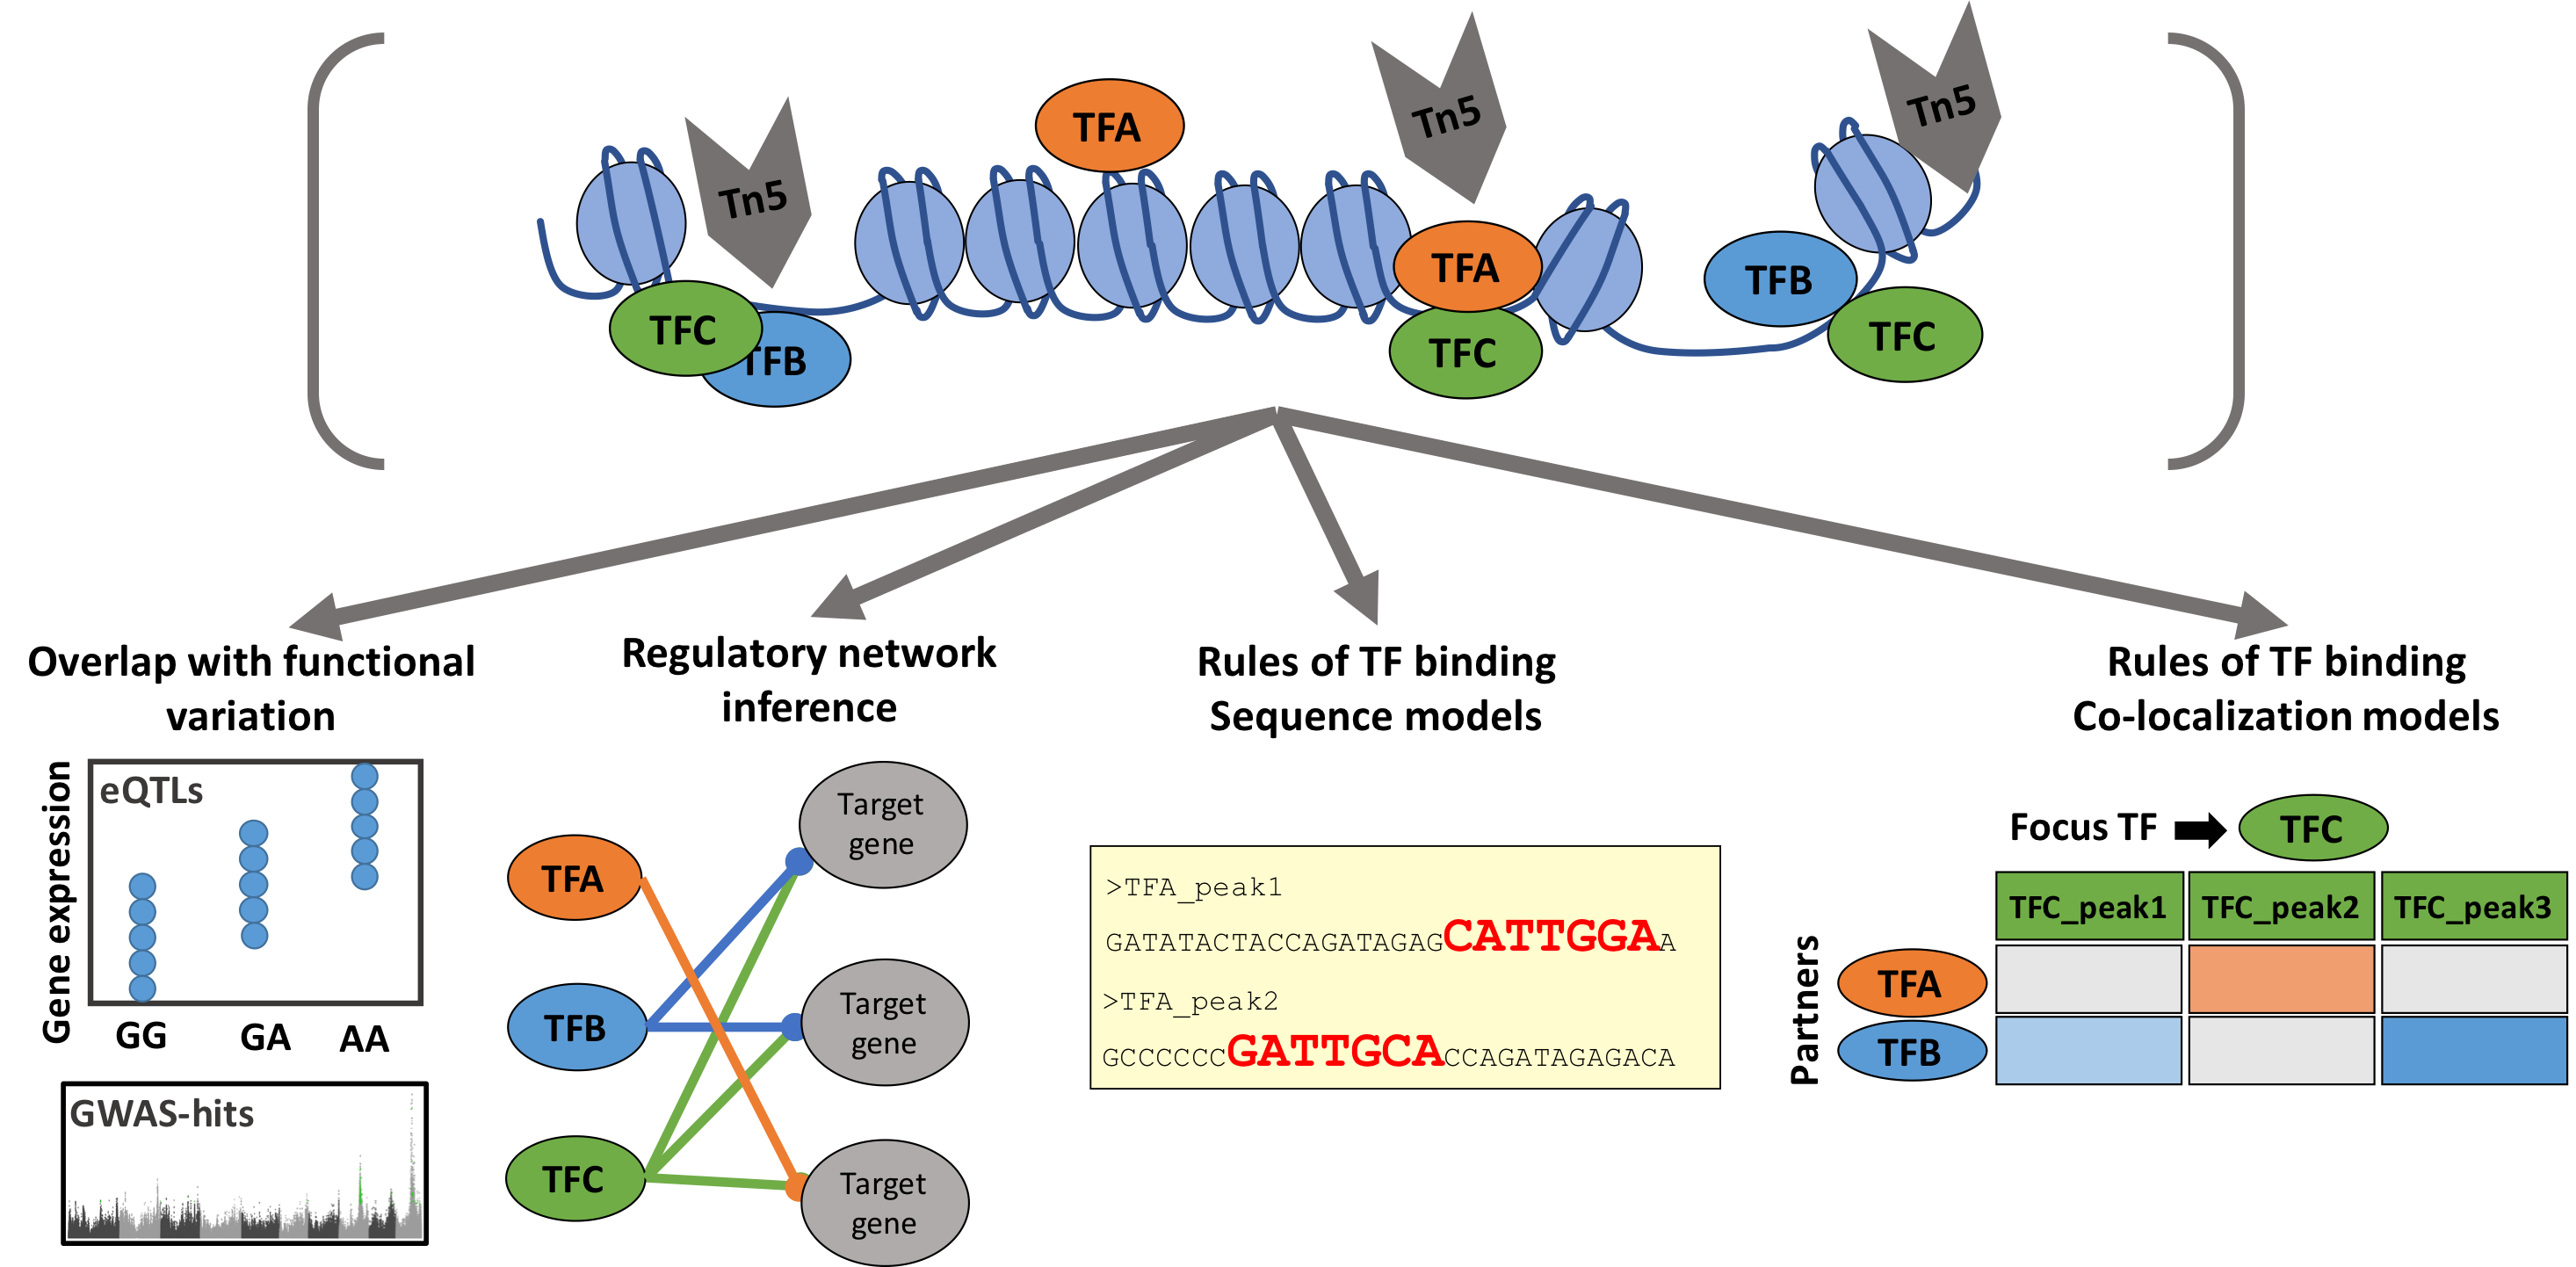 Tn5
Tn5
Tn5
TFA
TFA
TFB
TFC
TFB
TFC
TFC
TFC
Overlap with functional
variation
Gene expression
eQTLs
GG GA AA
GWAS-hits
Regulatory network
inference
TFA
TFB
TFC
Target
gene
Target
gene
Target
gene
Rules of TF binding
Sequence models
>TFA_peak1
GATATACTACCAGATAGAGCATTGGAA
>TFA_peak2
GCCCCCCGATTGCACCAGATAGAGACA
Rules of TF binding
Co-localization models
Focus TF TFC
TFC_peak1 TFC_peak2 TFC_peak3
Partners
TFA
TFB